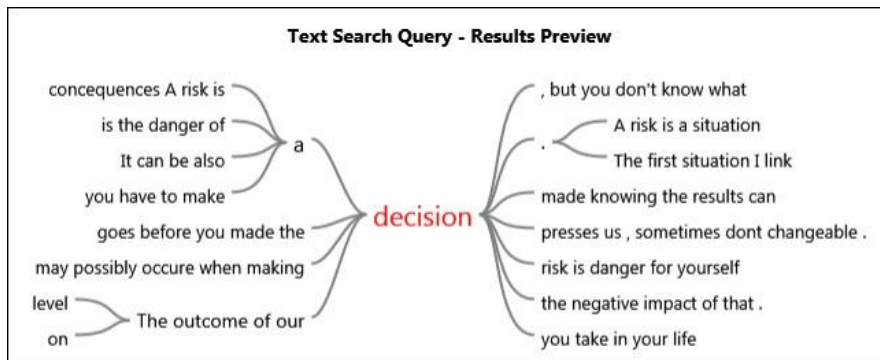 Text Search Query - Results Preview
concequences A risk is
is the danger of
It can be also
you have to make
a
goes before you made the
may possibly occure when making
level
on
The outcome of our
decision
, but you don't know what
.
A risk is a situation
The first situation I link
made knowing the results can
presses us , sometimes dont changeable .
risk is danger for yourself
the negative impact of that .
you take in your life